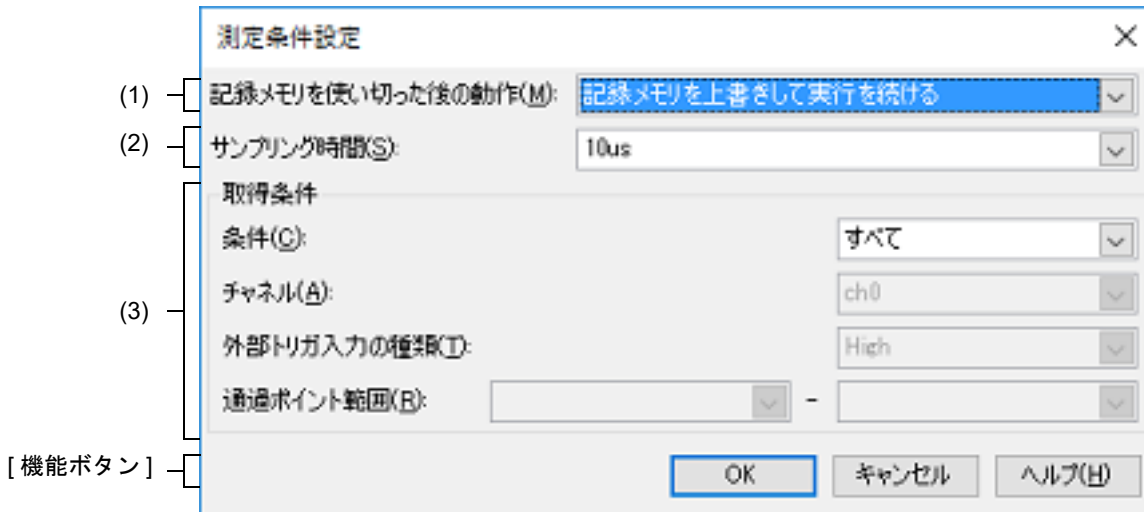 測定条件設定
(1) 記録メモリを使い切った後の動作(M): 記録メモリを上書きして実行を続ける
(2) サンプリング時間(S): 10us
取得条件
条件(C): すべて
チャネル(A): ch0
(3)
外部トリガ入力の種類(T): High
通過ポイント範囲(R): -
[ 機能ボタン ] OK キャンセル ヘルプ(H)